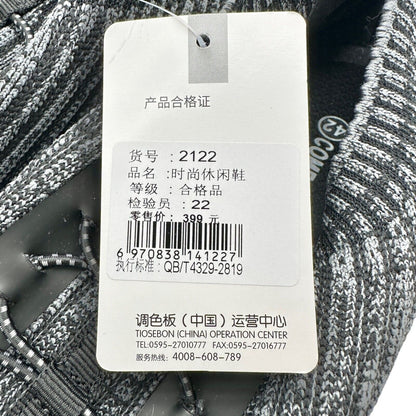 产品合格证
货号：2122
品名：时尚休闲鞋
等级：合格品
检验员：22
零售价：399 元
6 970838 141227
执行标准：QB/T4329-2819
调色板（中国）运营中心
TIOSEBON (CHINA) OPERATION CENTER
TEL:0595-27010777 FAX:0595-27016777
服务热线：4008-608-789
42